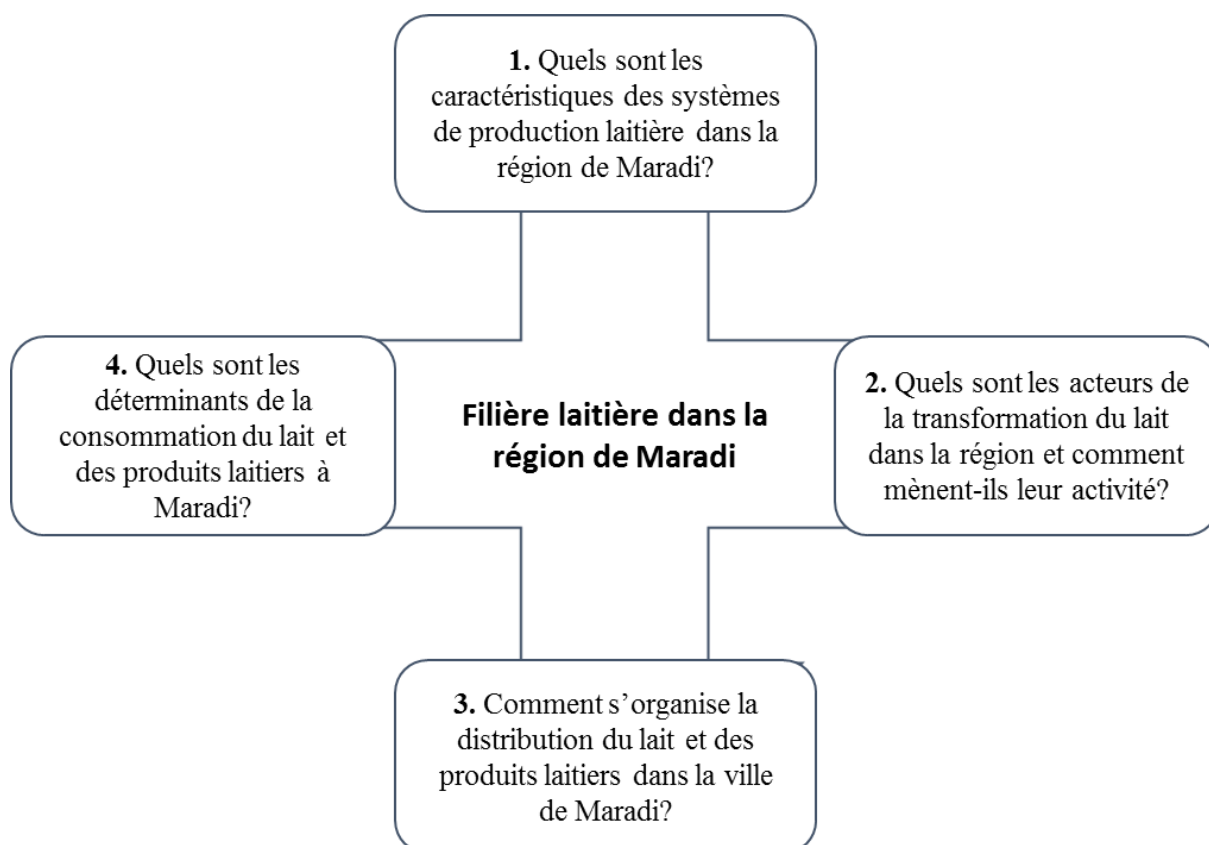 1. Quels sont les
caractéristiques des systèmes
de production laitière dans la
région de Maradi?
4. Quels sont les
déterminants de la
consommation du lait et
des produits laitiers à
Maradi?
Filière laitière dans la
région de Maradi
2. Quels sont les acteurs de
la transformation du lait
dans la région et comment
mènent-ils leur activité?
3. Comment s’organise la
distribution du lait et des
produits laitiers dans la ville
de Maradi?